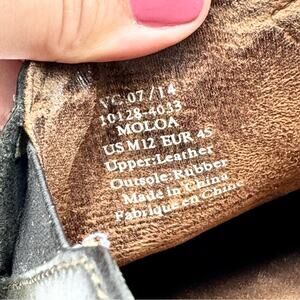 VC 07/14
10128-4033
MOLOA
US M12 EUR 45
Upper:Leather
Outsole:Rubber
Made in China
Fabrique en Chine